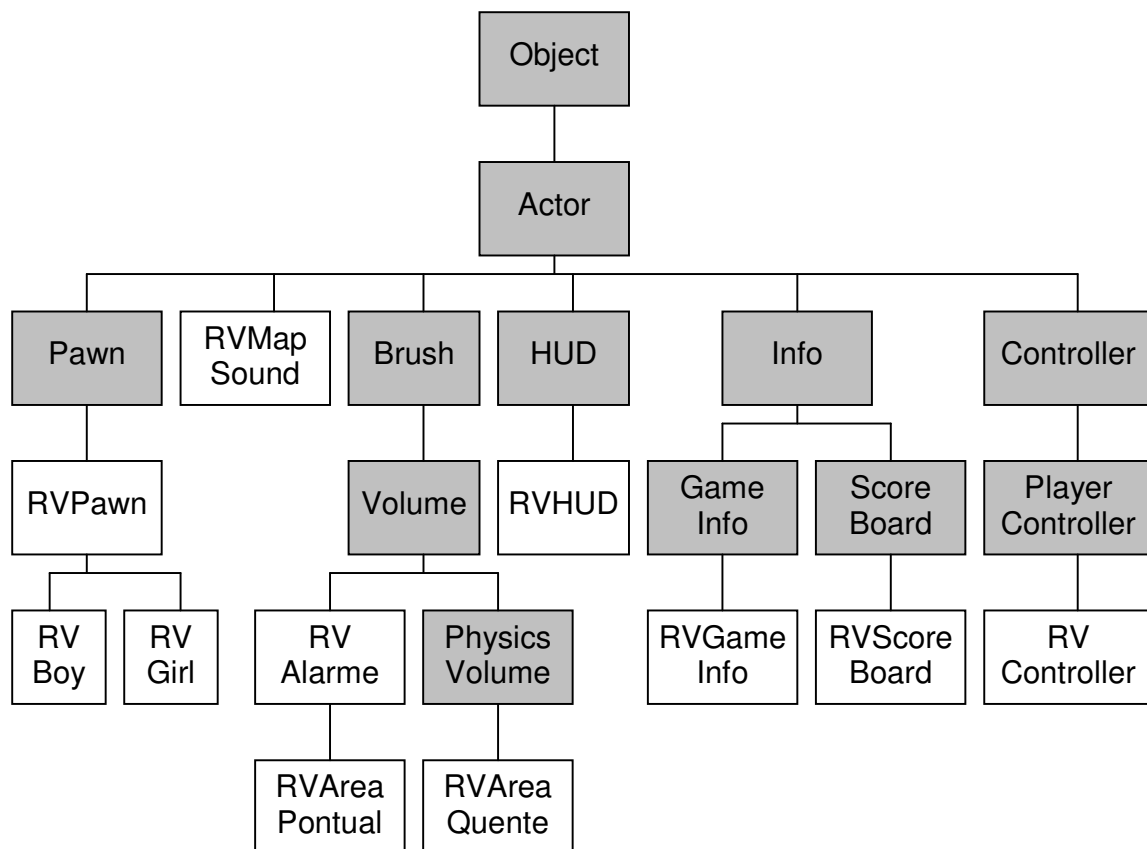 Object
Actor
Pawn
RVMap
Sound
Brush
HUD
Info
Controller
RVPawn
Volume
RVHUD
Game
Info
Score
Board
Player
Controller
RV
Boy
RV
Girl
RV
Alarme
Physics
Volume
RVGame
Info
RVScore
Board
RV
Controller
RVArea
Pontual
RVArea
Quente